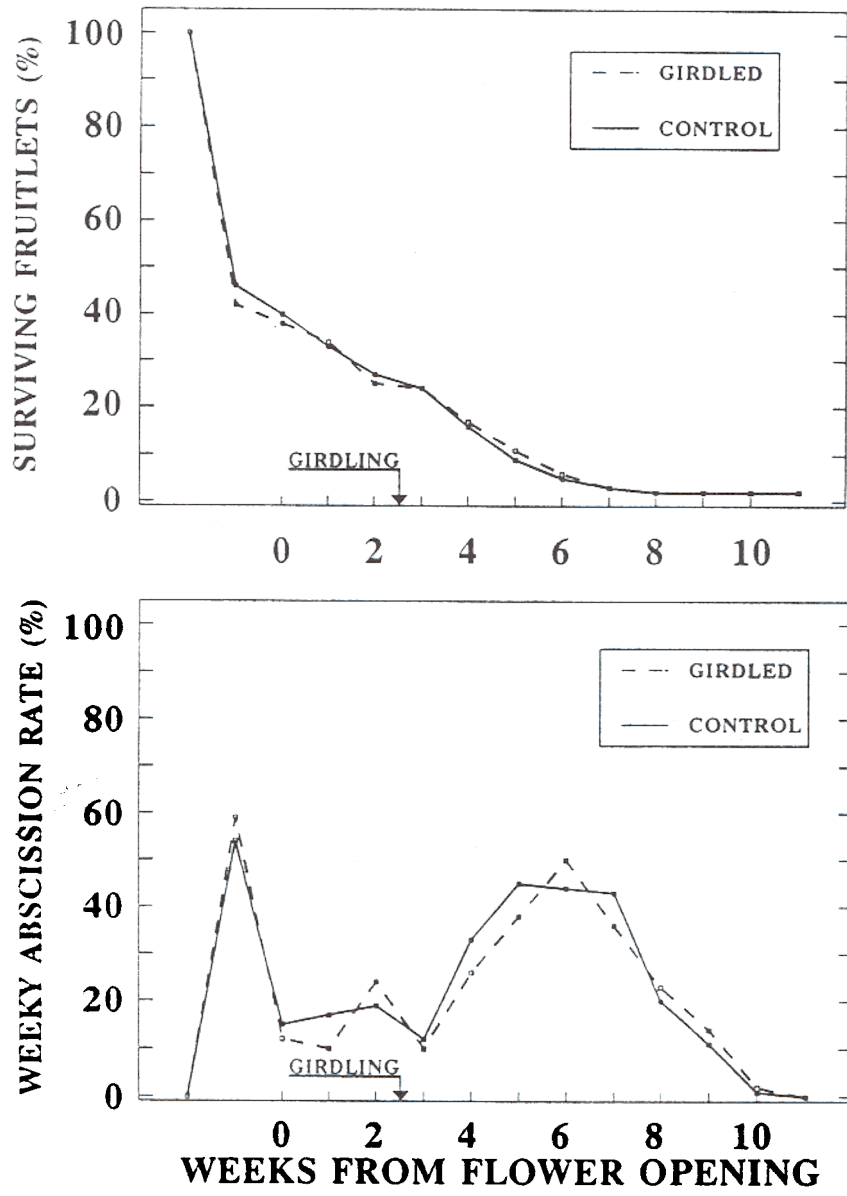 SURVIVING FRUITLETS (%)
100
80
60
40
20
0
GIRDLED
CONTROL
GIRDLING
0 2 4 6 8 10
WEEKY ABSCISSION RATE (%)
100
80
60
40
20
0
GIRDLED
CONTROL
GIRDLING
0 2 4 6 8 10
WEEKS FROM FLOWER OPENING